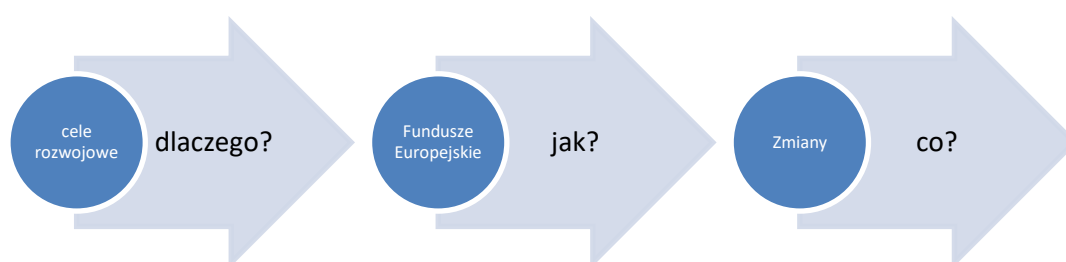 cele
rozwojowe
dlaczego?
Fundusze
Europejskie
jak?
Zmiany
co?